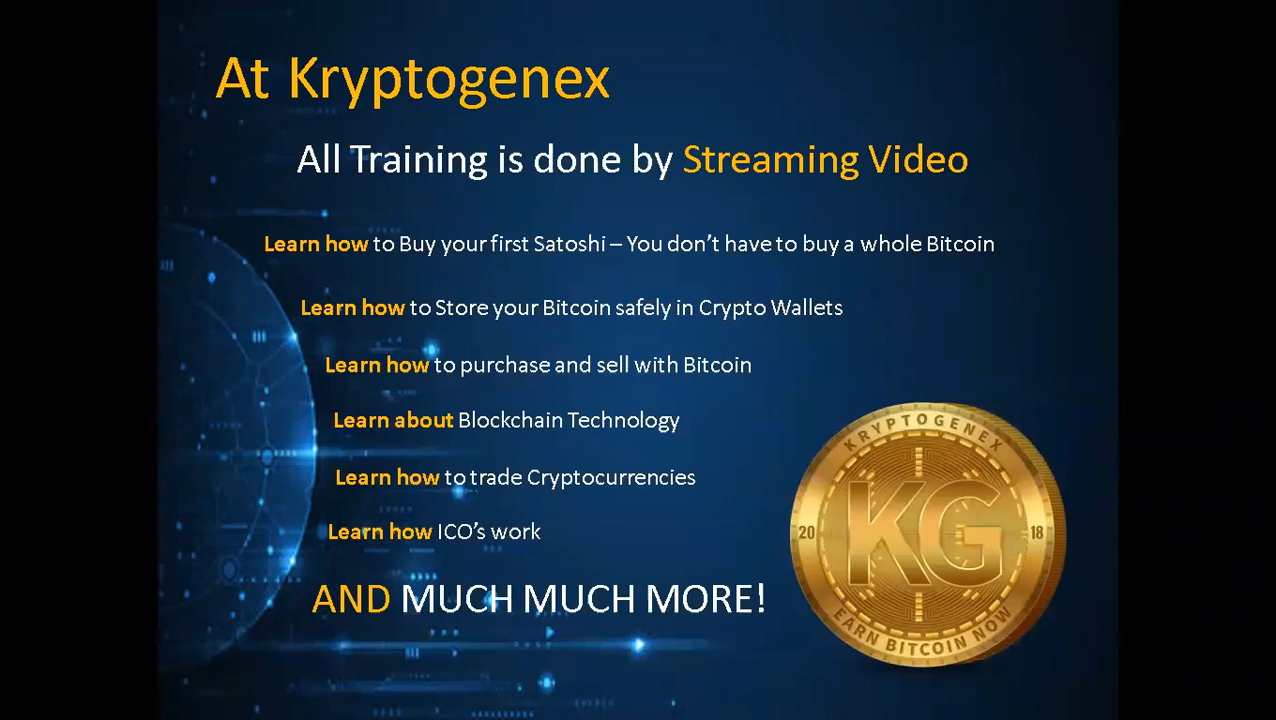 At Kryptogenex
All Training is done by Streaming Video
Learn how to Buy your first Satoshi – You don't have to buy a whole Bitcoin
Learn how to Store your Bitcoin safely in Crypto Wallets
Learn how to purchase and sell with Bitcoin
Learn about Blockchain Technology
Learn how to trade Cryptocurrencies
Learn how ICO's work
AND MUCH MUCH MORE!
KRYPTOGENEX
20 KG 18
EARN BITCOIN NOW